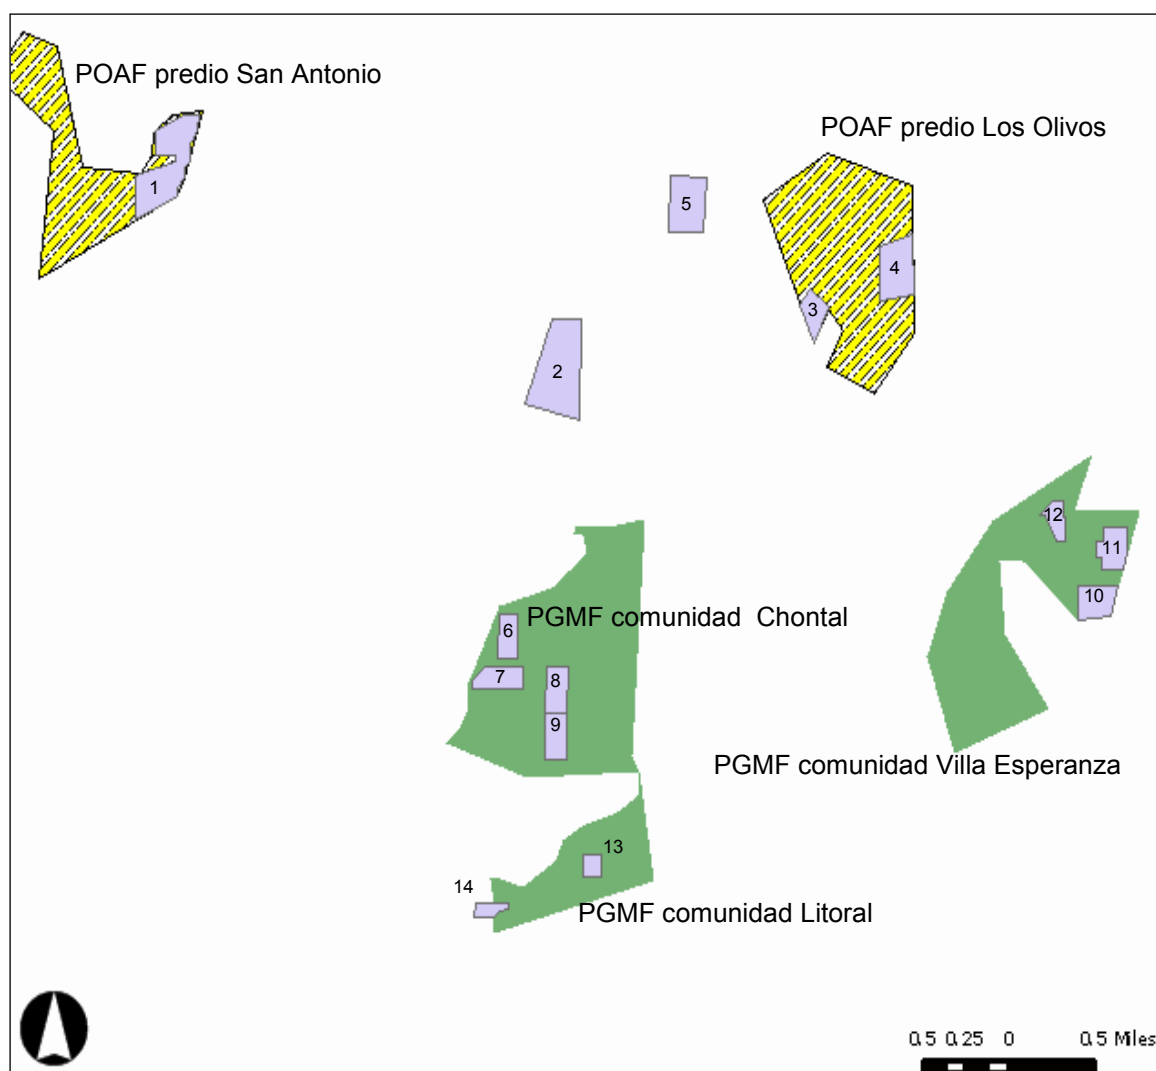 POAF predio San Antonio
POAF predio Los Olivos
1
5
4
3
2
12
11
10
PGMF comunidad  Chontal
6
7
8
9
PGMF comunidad Villa Esperanza
13
14
PGMF comunidad Litoral
0.5 0.25 0 0.5 Miles